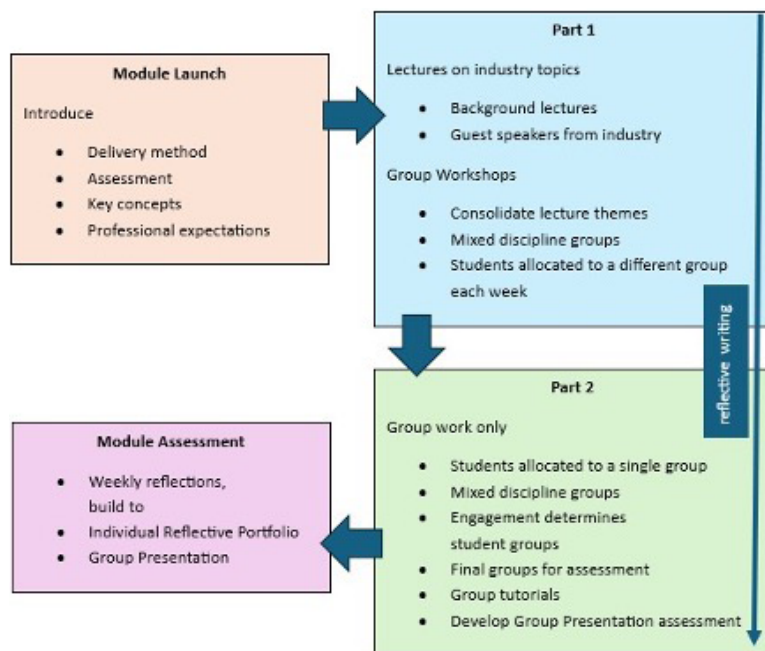 Module Launch
Introduce
• Delivery method
• Assessment
• Key concepts
• Professional expectations
Part 1
Lectures on industry topics
• Background lectures
• Guest speakers from industry
Group Workshops
• Consolidate lecture themes
• Mixed discipline groups
• Students allocated to a different group
each week
reflective writing
Part 2
Group work only
• Students allocated to a single group
• Mixed discipline groups
• Engagement determines
student groups
• Final groups for assessment
• Group tutorials
• Develop Group Presentation assessment
Module Assessment
• Weekly reflections,
build to
• Individual Reflective Portfolio
• Group Presentation